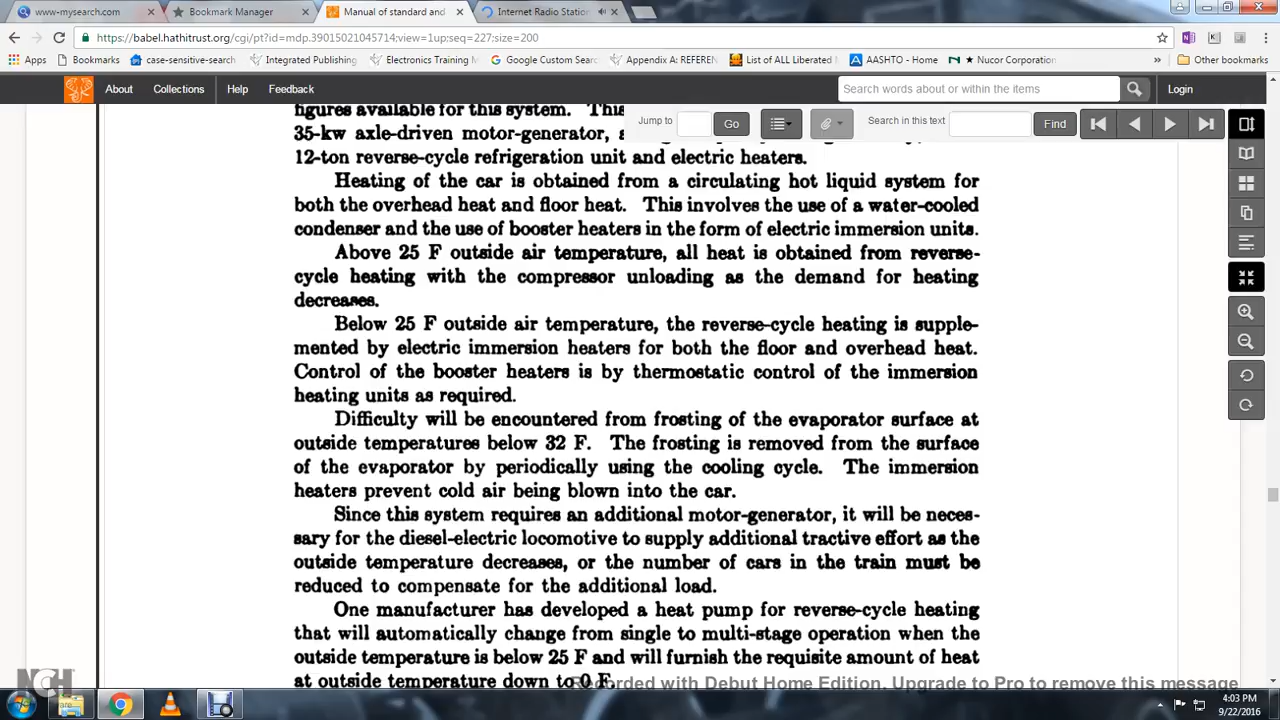 www-mysearch.com
Bookmark Manager
Manual of standard and
Internet Radio Station
https://babel.hathitrust.org/cgi/pt?id=mdp.39015021045714;view=1up;seq=227;size=200
Apps
Bookmarks
case-sensitive-search
Integrated Publishing
Electronics Training M
Google Custom Sear
Appendix A: REFEREN
List of ALL Liberated
AASHTO - Home
Nucor Corporation
Other bookmarks
About
Collections
Help
Feedback
Search words about or within the items
Login
Jump to
Go
Search in this text
Find
figures available for this system. This
35-kw axle-driven motor-generator,
12-ton reverse-cycle refrigeration unit and electric heaters.
Heating of the car is obtained from a circulating hot liquid system for
both the overhead heat and floor heat. This involves the use of a water-cooled
condenser and the use of booster heaters in the form of electric immersion units.
Above 25 F outside air temperature, all heat is obtained from reverse-
cycle heating with the compressor unloading as the demand for heating
decreases.
Below 25 F outside air temperature, the reverse-cycle heating is supple-
mented by electric immersion heaters for both the floor and overhead heat.
Control of the booster heaters is by thermostatic control of the immersion
heating units as required.
Difficulty will be encountered from frosting of the evaporator surface at
outside temperatures below 32 F. The frosting is removed from the surface
of the evaporator by periodically using the cooling cycle. The immersion
heaters prevent cold air being blown into the car.
Since this system requires an additional motor-generator, it will be neces-
sary for the diesel-electric locomotive to supply additional tractive effort as the
outside temperature decreases, or the number of cars in the train must be
reduced to compensate for the additional load.
One manufacturer has developed a heat pump for reverse-cycle heating
that will automatically change from single to multi-stage operation when the
outside temperature is below 25 F and will furnish the requisite amount of heat
at outside temperature down to 0 F.
Recorded with Debut Home Edition. Upgrade to Pro to remove this message
NCH
4:03 PM
9/22/2016